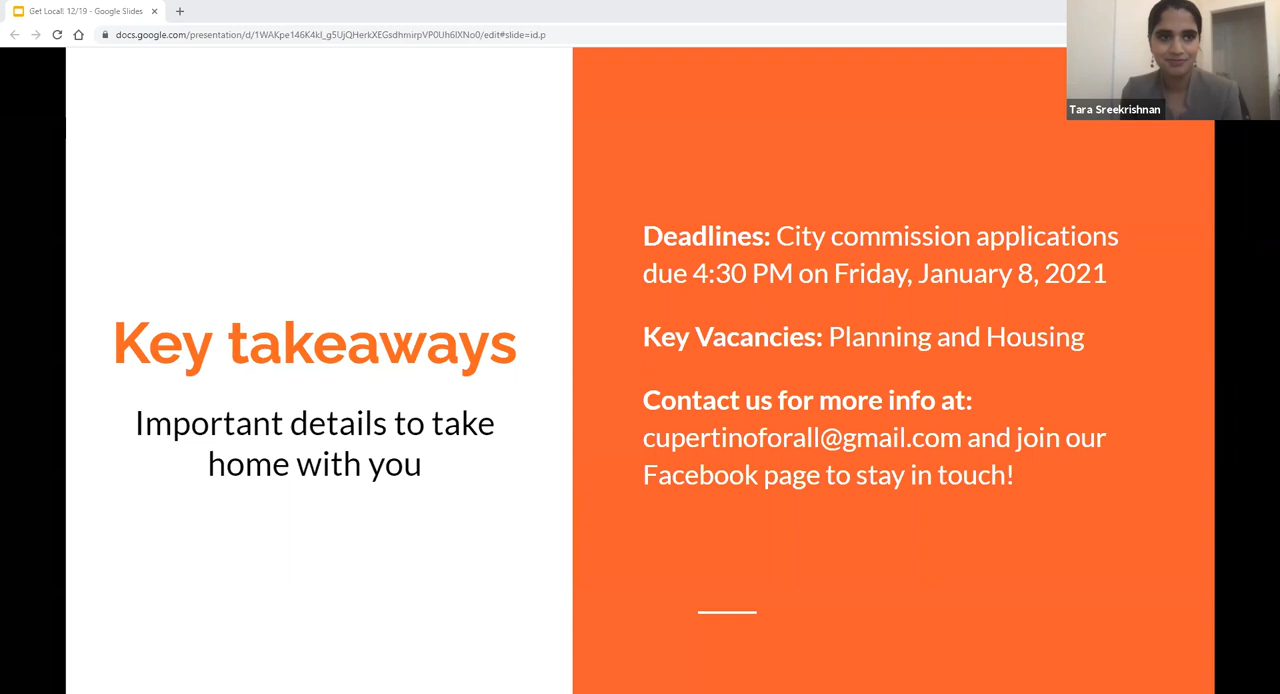 Get Local! 12/19 - Google Slides
docs.google.com/presentation/d/1WAKpe146K4kl_g5UjQHerkXEGsdhmirpVP0Uh6lXNo0/edit#slide=id.p
Tara Sreekrishnan
Key takeaways
Important details to take
home with you
Deadlines: City commission applications
due 4:30 PM on Friday, January 8, 2021
Key Vacancies: Planning and Housing
Contact us for more info at:
cupertinoforall@gmail.com and join our
Facebook page to stay in touch!